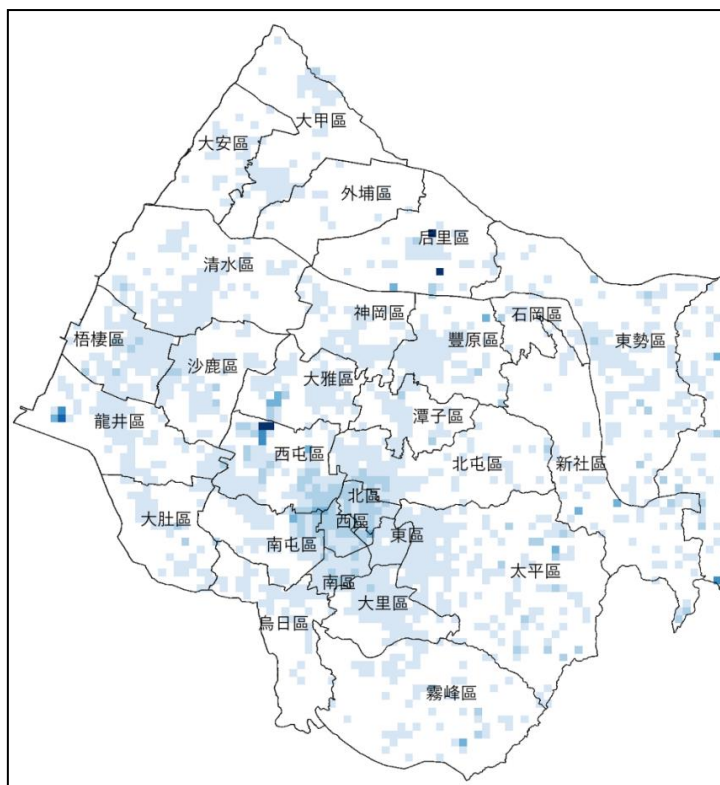 大甲區
大安區
外埔區
后里區
清水區
神岡區
石岡區
梧棲區
豐原區
東勢區
沙鹿區
大雅區
龍井區
潭子區
西屯區
北屯區
新社區
北區
大肚區
西區
南屯區
東區
太平區
南區
大里區
烏日區
霧峰區